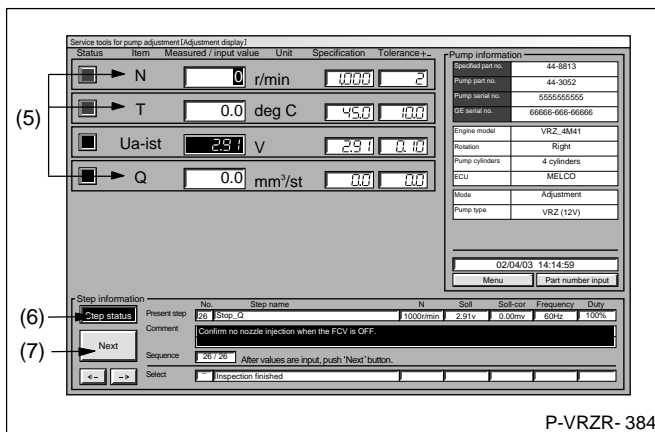 Service tools for pump adjustment [Adjustment display]
Status Item Measured / input value Unit Specification Tolerance+-
N 0 r/min 1,000 2
T 0.0 deg C 45.0 10.0
Ua-ist 2.91 V 2.91 0.10
Q 0.0 mm³/st 0.0 0.0
(5)
Pump information
Specified part no. 44-8813
Pump part no. 44-3052
Pump serial no. 5555555555
GE serial no. 66666-666-66666
Engine model VRZ_4M41
Rotation Right
Pump cylinders 4 cylinders
ECU MELCO
Mode Adjustment
Pump type VRZ (12V)
02/04/03 14:14:59
Menu Part number input
Step information
No. Step name N Soll Soll-cor Frequency Duty
(6) Step status Present step 26 Stop_Q 1000r/min 2.91v 0.00mv 60Hz 100%
Comment Confirm no nozzle injection when the FCV is OFF.
(7) Next
Sequence 26 / 26 After values are input, push 'Next' button.
<- -> Select - Inspection finished
P-VRZR- 384